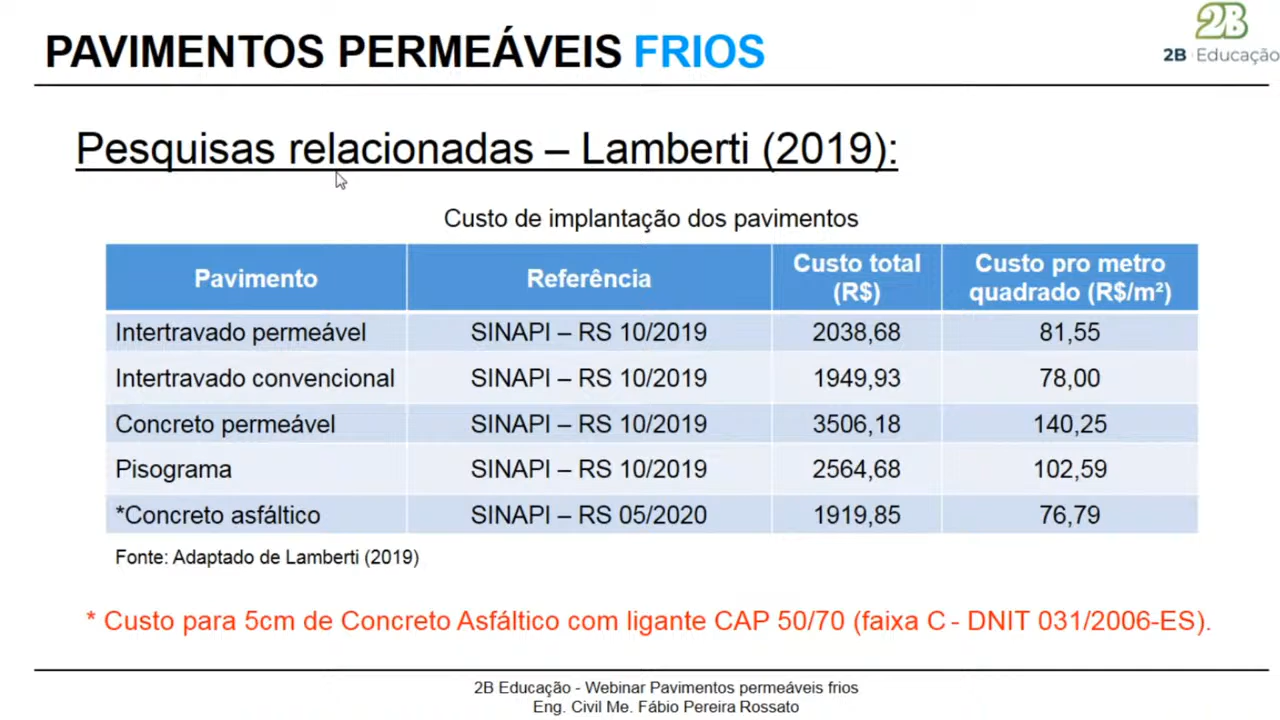 2B
2B Educação
PAVIMENTOS PERMEÁVEIS FRIOS
Pesquisas relacionadas – Lamberti (2019):
Custo de implantação dos pavimentos
Pavimento Referência Custo total (R$) Custo pro metro quadrado (R$/m²)
Intertravado permeável SINAPI – RS 10/2019 2038,68 81,55
Intertravado convencional SINAPI – RS 10/2019 1949,93 78,00
Concreto permeável SINAPI – RS 10/2019 3506,18 140,25
Pisograma SINAPI – RS 10/2019 2564,68 102,59
*Concreto asfáltico SINAPI – RS 05/2020 1919,85 76,79
Fonte: Adaptado de Lamberti (2019)
* Custo para 5cm de Concreto Asfáltico com ligante CAP 50/70 (faixa C - DNIT 031/2006-ES).
2B Educação - Webinar Pavimentos permeáveis frios
Eng. Civil Me. Fábio Pereira Rossato